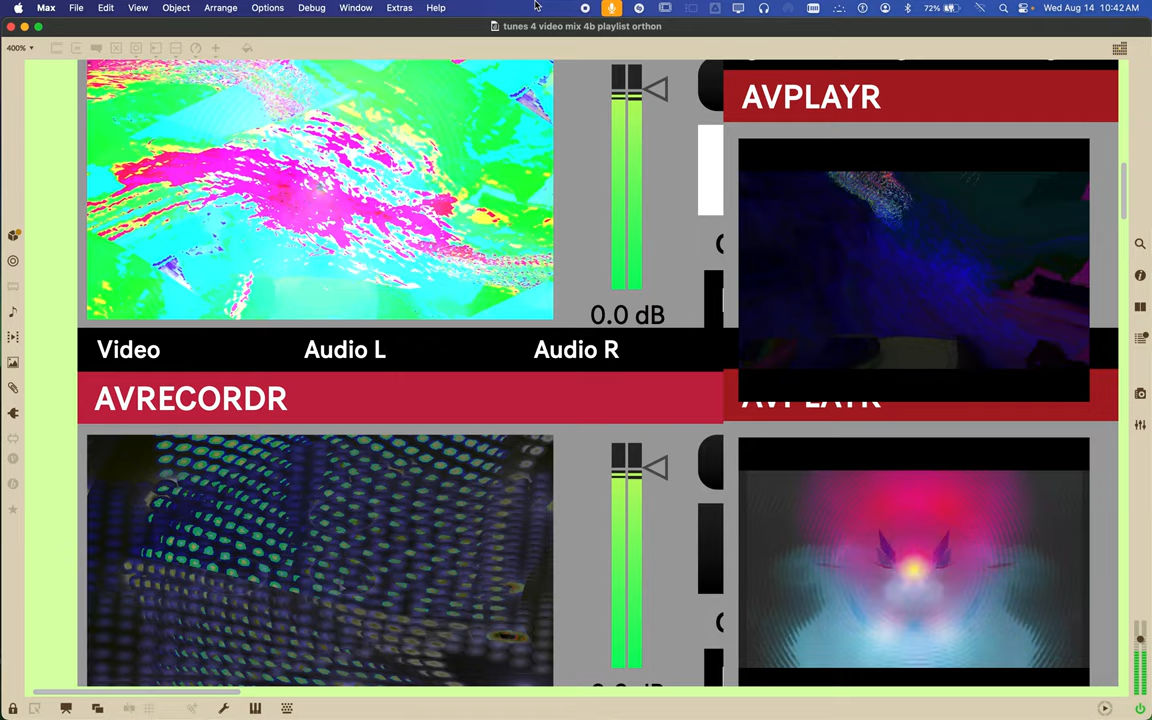 Max File Edit View Object Arrange Options Debug Window Extras Help 72% Wed Aug 14 10:42 AM
tunes 4 video mix 4b playlist orthon
400%
AVPLAYR
0.0 dB
Video Audio L Audio R
AVRECORDR
AVPLAYR